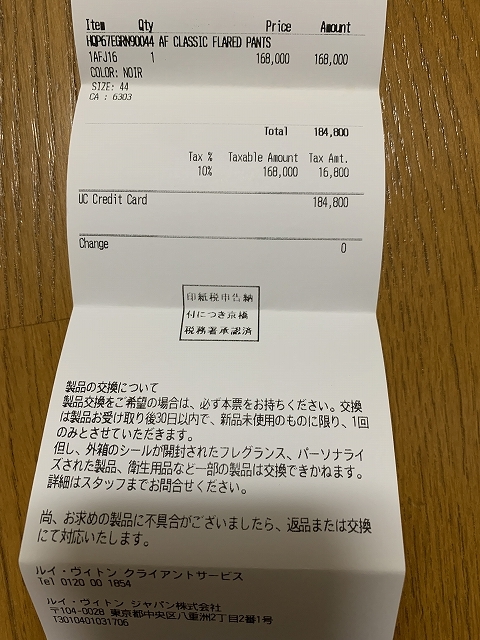 Item Qty Price Amount
HQP67EGRN90044 AF CLASSIC FLARED PANTS
1AFJ16 1 168,000 168,000
COLOR: NOIR
SIZE: 44
CA : 6303
Total 184,800
Tax % Taxable Amount Tax Amt.
10% 168,000 16,800
UC Credit Card 184,800
Change 0
印紙税申告納
付につき京橋
税務署承認済
製品の交換について
製品交換をご希望の場合は、必ず本票をお持ちください。交換
は製品お受け取り後30日以内で、新品未使用のものに限り、1回
のみとさせていただきます。
但し、外箱のシールが開封されたフレグランス、パーソナライ
ズされた製品、衛生用品など一部の製品は交換できかねます。
詳細はスタッフまでお問合せください。
尚、お求めの製品に不具合がございましたら、返品または交換
にて対応いたします。
ルイ・ヴィトン クライアントサービス
Tel 0120 00 1854
ルイ・ヴィトン ジャパン株式会社
〒104-0028 東京都中央区八重洲2丁目2番1号
T3010401031706